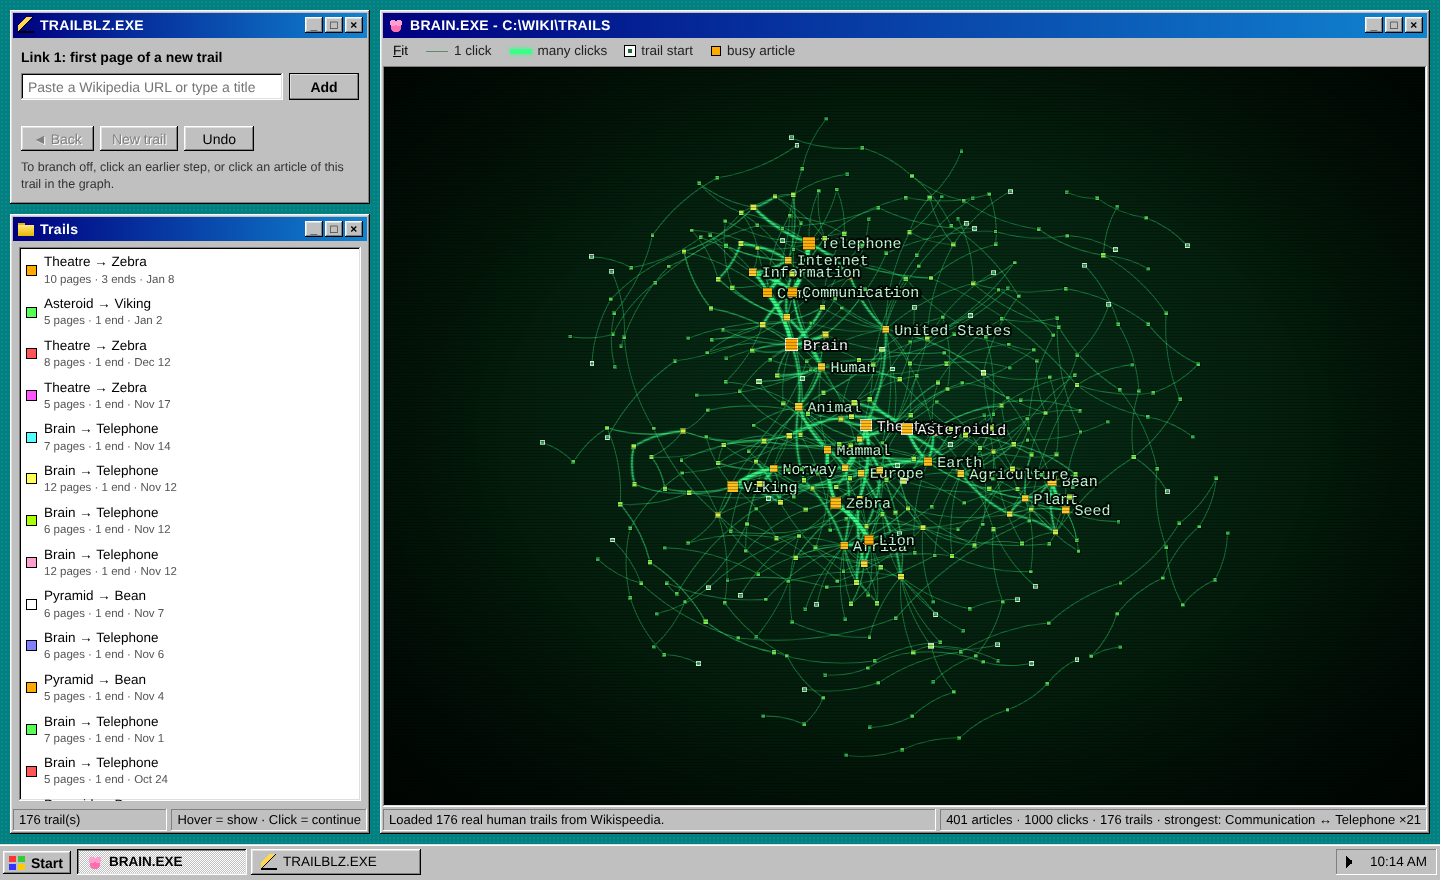 TRAILBLZ.EXE
Link 1: first page of a new trail
Paste a Wikipedia URL or type a title
Add
◄ Back
New trail
Undo
To branch off, click an earlier step, or click an article of this
trail in the graph.
Trails
Theatre → Zebra
10 pages · 3 ends · Jan 8
Asteroid → Viking
5 pages · 1 end · Jan 2
Theatre → Zebra
8 pages · 1 end · Dec 12
Theatre → Zebra
5 pages · 1 end · Nov 17
Brain → Telephone
7 pages · 1 end · Nov 14
Brain → Telephone
12 pages · 1 end · Nov 12
Brain → Telephone
6 pages · 1 end · Nov 12
Brain → Telephone
12 pages · 1 end · Nov 12
Pyramid → Bean
6 pages · 1 end · Nov 7
Brain → Telephone
6 pages · 1 end · Nov 6
Pyramid → Bean
5 pages · 1 end · Nov 4
Brain → Telephone
7 pages · 1 end · Nov 1
Brain → Telephone
5 pages · 1 end · Oct 24
176 trail(s)
Hover = show · Click = continue
BRAIN.EXE - C:\WIKI\TRAILS
Fit
1 click
many clicks
trail start
busy article
Telephone
Internet
Information
Communication
United States
Brain
Human
Animal
Asteroid
Mammal
Norway
Europe
Earth
Agriculture
Bean
Viking
Plant
Zebra
Seed
Lion
Africa
Loaded 176 real human trails from Wikispeedia.
401 articles · 1000 clicks · 176 trails · strongest: Communication ↔ Telephone ×21
Start
BRAIN.EXE
TRAILBLZ.EXE
10:14 AM